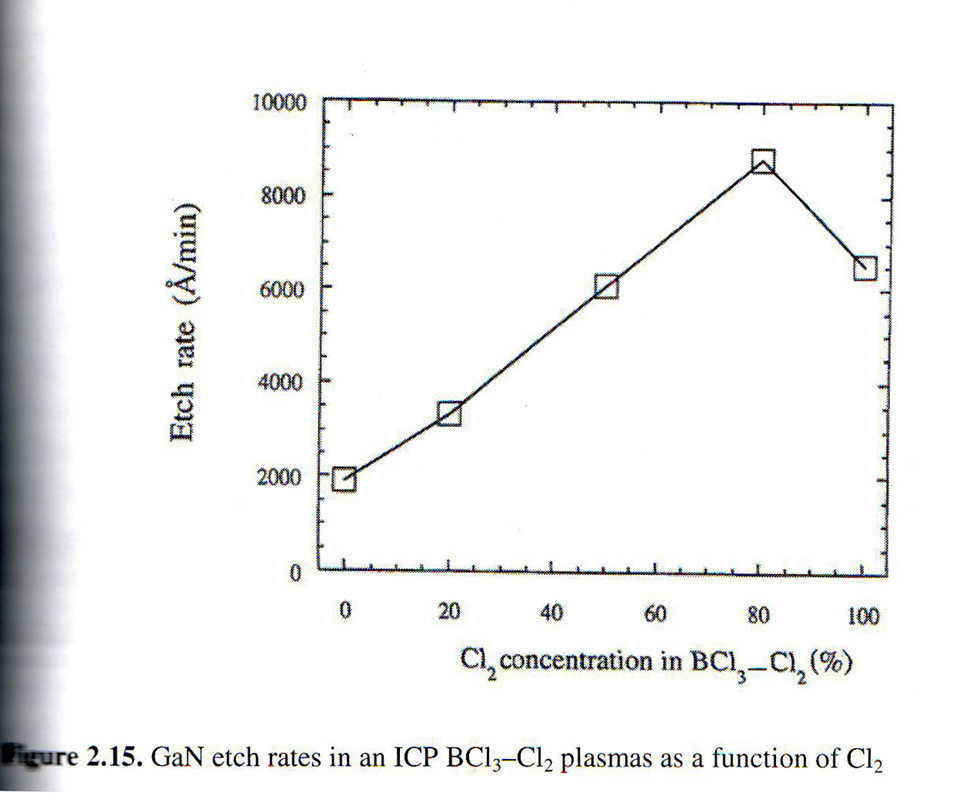 10000
8000
6000
4000
2000
0
Etch rate (Å/min)
0 20 40 60 80 100
Cl₂ concentration in BCl₃–Cl₂ (%)
Figure 2.15. GaN etch rates in an ICP BCl₃–Cl₂ plasmas as a function of Cl₂